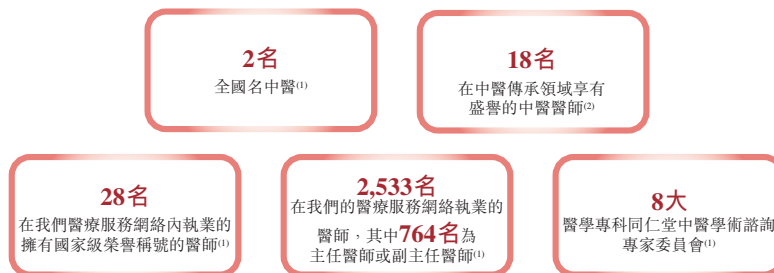 2名
全國名中醫(1)
18名
在中醫傳承領域享有
盛譽的中醫醫師(2)
28名
在我們醫療服務網絡內執業的
擁有國家級榮譽稱號的醫師(1)
2,533名
在我們的醫療服務網絡執業的
醫師，其中764名為
主任醫師或副主任醫師(1)
8大
醫學專科同仁堂中醫學術諮詢
專家委員會(1)